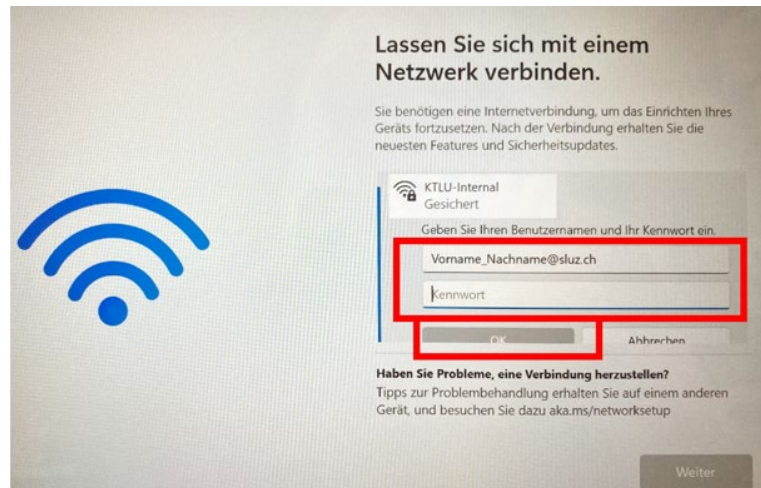 Lassen Sie sich mit einem
Netzwerk verbinden.
Sie benötigen eine Internetverbindung, um das Einrichten Ihres
Geräts fortzusetzen. Nach der Verbindung erhalten Sie die
neuesten Features und Sicherheitsupdates.
KTLU-Internal
Gesichert
Geben Sie Ihren Benutzernamen und Ihr Kennwort ein.
Vorname_Nachname@sluz.ch
Kennwort
OK Abbrechen
Haben Sie Probleme, eine Verbindung herzustellen?
Tipps zur Problembehandlung erhalten Sie auf einem anderen
Gerät, und besuchen Sie dazu aka.ms/networksetup
Weiter